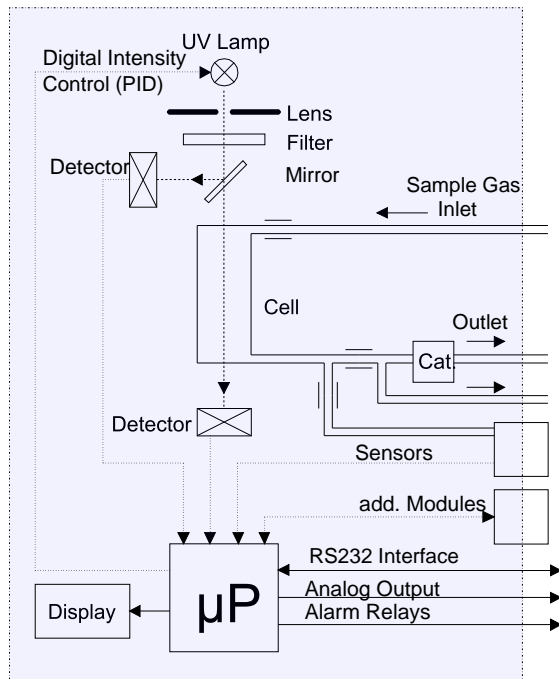 UV Lamp
Digital Intensity
Control (PID)
Lens
Filter
Detector
Mirror
Sample Gas
Inlet
Cell
Outlet
Cat.
Detector
Sensors
add. Modules
RS232 Interface
Analog Output
Alarm Relays
Display
µP